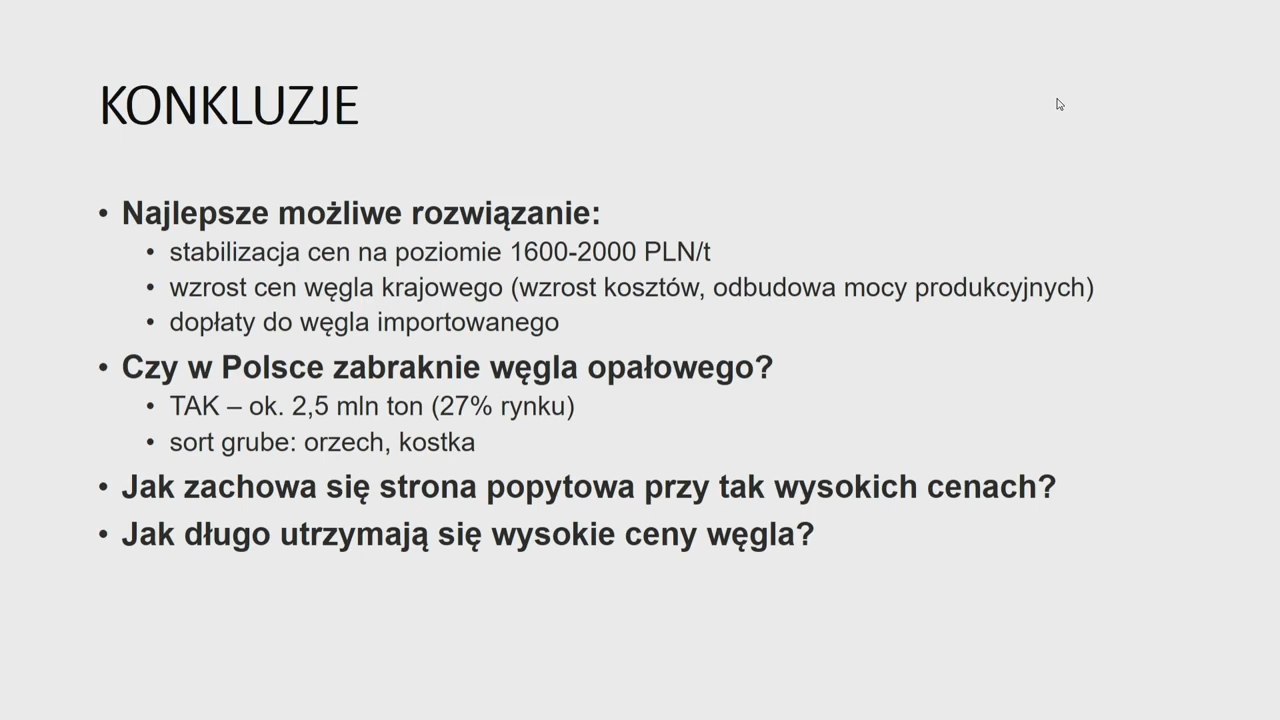 KONKLUZJE
• Najlepsze możliwe rozwiązanie:
• stabilizacja cen na poziomie 1600-2000 PLN/t
• wzrost cen węgla krajowego (wzrost kosztów, odbudowa mocy produkcyjnych)
• dopłaty do węgla importowanego
• Czy w Polsce zabraknie węgla opałowego?
• TAK – ok. 2,5 mln ton (27% rynku)
• sort grube: orzech, kostka
• Jak zachowa się strona popytowa przy tak wysokich cenach?
• Jak długo utrzymają się wysokie ceny węgla?